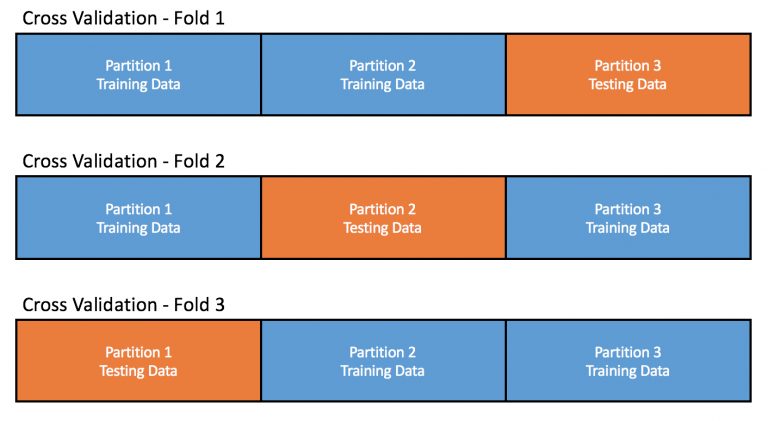 Cross Validation - Fold 1
Partition 1
Training Data
Partition 2
Training Data
Partition 3
Testing Data
Cross Validation - Fold 2
Partition 1
Training Data
Partition 2
Testing Data
Partition 3
Training Data
Cross Validation - Fold 3
Partition 1
Testing Data
Partition 2
Training Data
Partition 3
Training Data